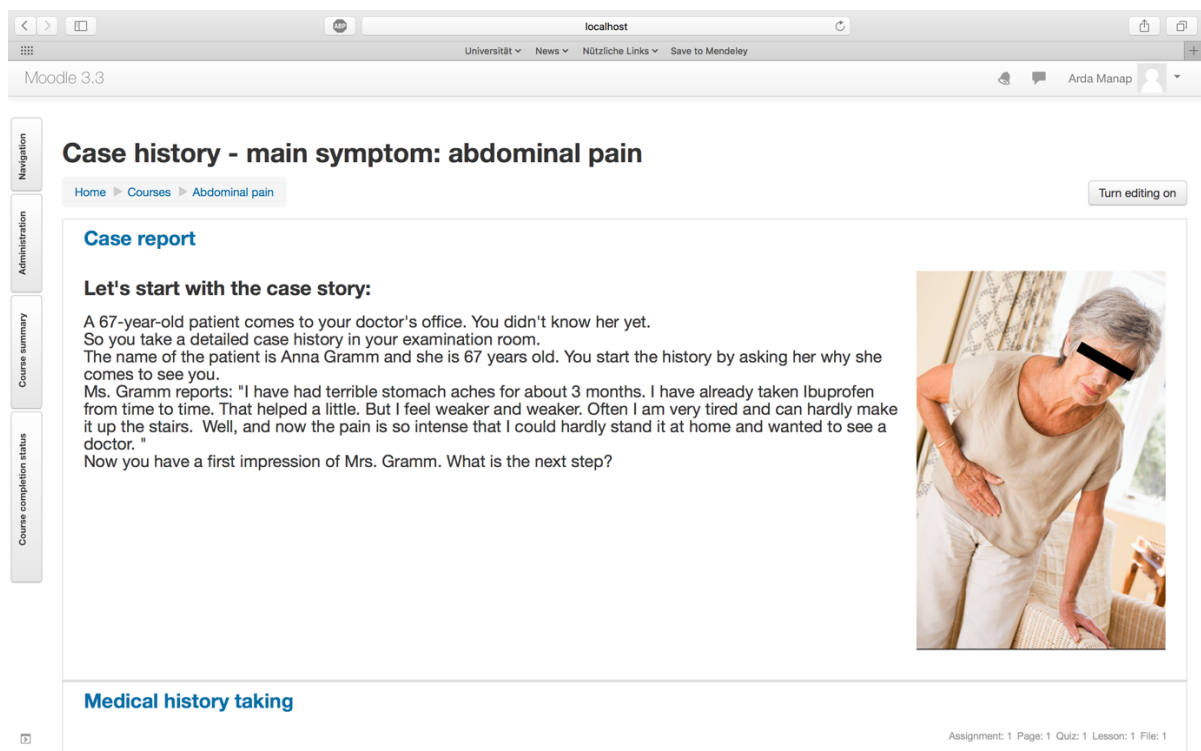 ABP
localhost
Universität News Nützliche Links Save to Mendeley
Moodle 3.3
Arda Manap
Navigation
Administration
Course summary
Course completion status
Case history - main symptom: abdominal pain
Home Courses Abdominal pain
Turn editing on
Case report
Let's start with the case story:
A 67-year-old patient comes to your doctor's office. You didn't know her yet.
So you take a detailed case history in your examination room.
The name of the patient is Anna Gramm and she is 67 years old. You start the history by asking her why she
comes to see you.
Ms. Gramm reports: "I have had terrible stomach aches for about 3 months. I have already taken Ibuprofen
from time to time. That helped a little. But I feel weaker and weaker. Often I am very tired and can hardly make
it up the stairs.  Well, and now the pain is so intense that I could hardly stand it at home and wanted to see a
doctor. "
Now you have a first impression of Mrs. Gramm. What is the next step?
Medical history taking
Assignment: 1 Page: 1 Quiz: 1 Lesson: 1 File: 1